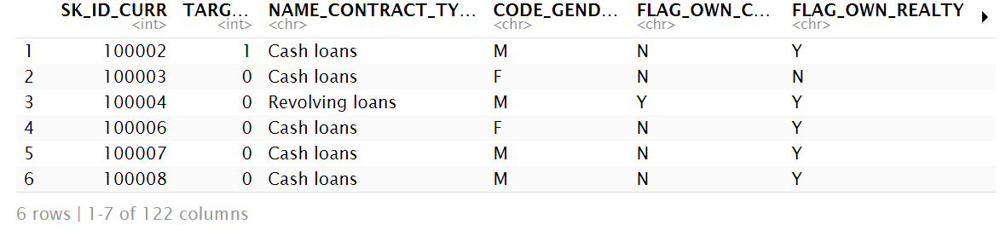 SK_ID_CURR TARG... NAME_CONTRACT_TY... CODE_GEND... FLAG_OWN_C... FLAG_OWN_REALTY
<int> <int> <chr> <chr> <chr> <chr>
1 100002 1 Cash loans M N Y
2 100003 0 Cash loans F N N
3 100004 0 Revolving loans M Y Y
4 100006 0 Cash loans F N Y
5 100007 0 Cash loans M N Y
6 100008 0 Cash loans M N Y
6 rows | 1-7 of 122 columns